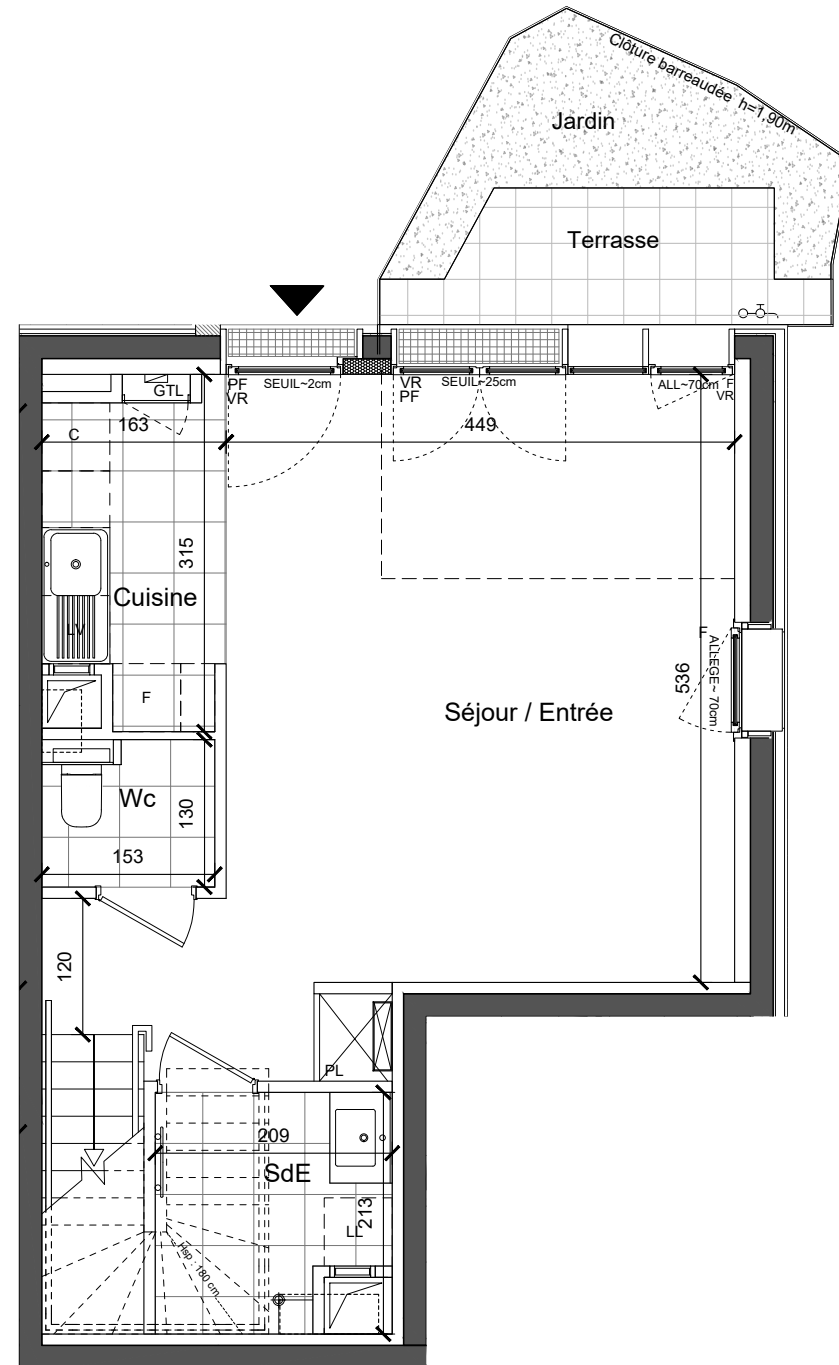 Clôture barreaudée h=1,90m
Jardin
Terrasse
GTL
PF
VR
SEUIL~2cm
VR
PF
SEUIL~25cm
ALL~70cm
F
VR
C
163
449
315
Cuisine
LV
F
F
ALLEGE~ 70cm
536
Séjour / Entrée
Wc
130
153
120
PL
209
SdE
213
LL
Hsp : 180 cm